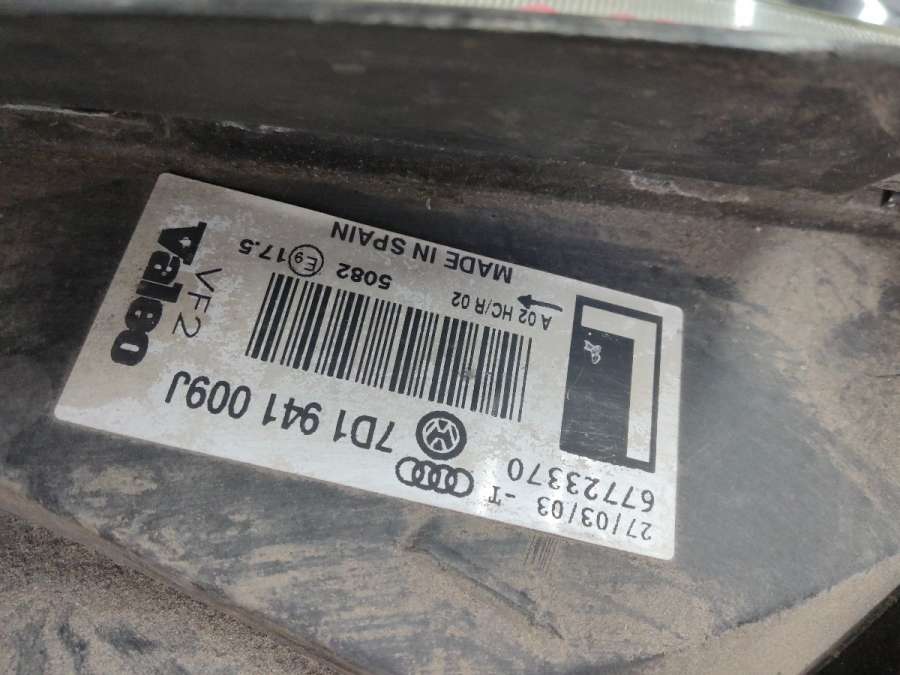 27/03/03 -T
67723370
7D1 941 009J
A 02 HC/R 02
5082 E9 17.5
MADE IN SPAIN
Valeo
VF2